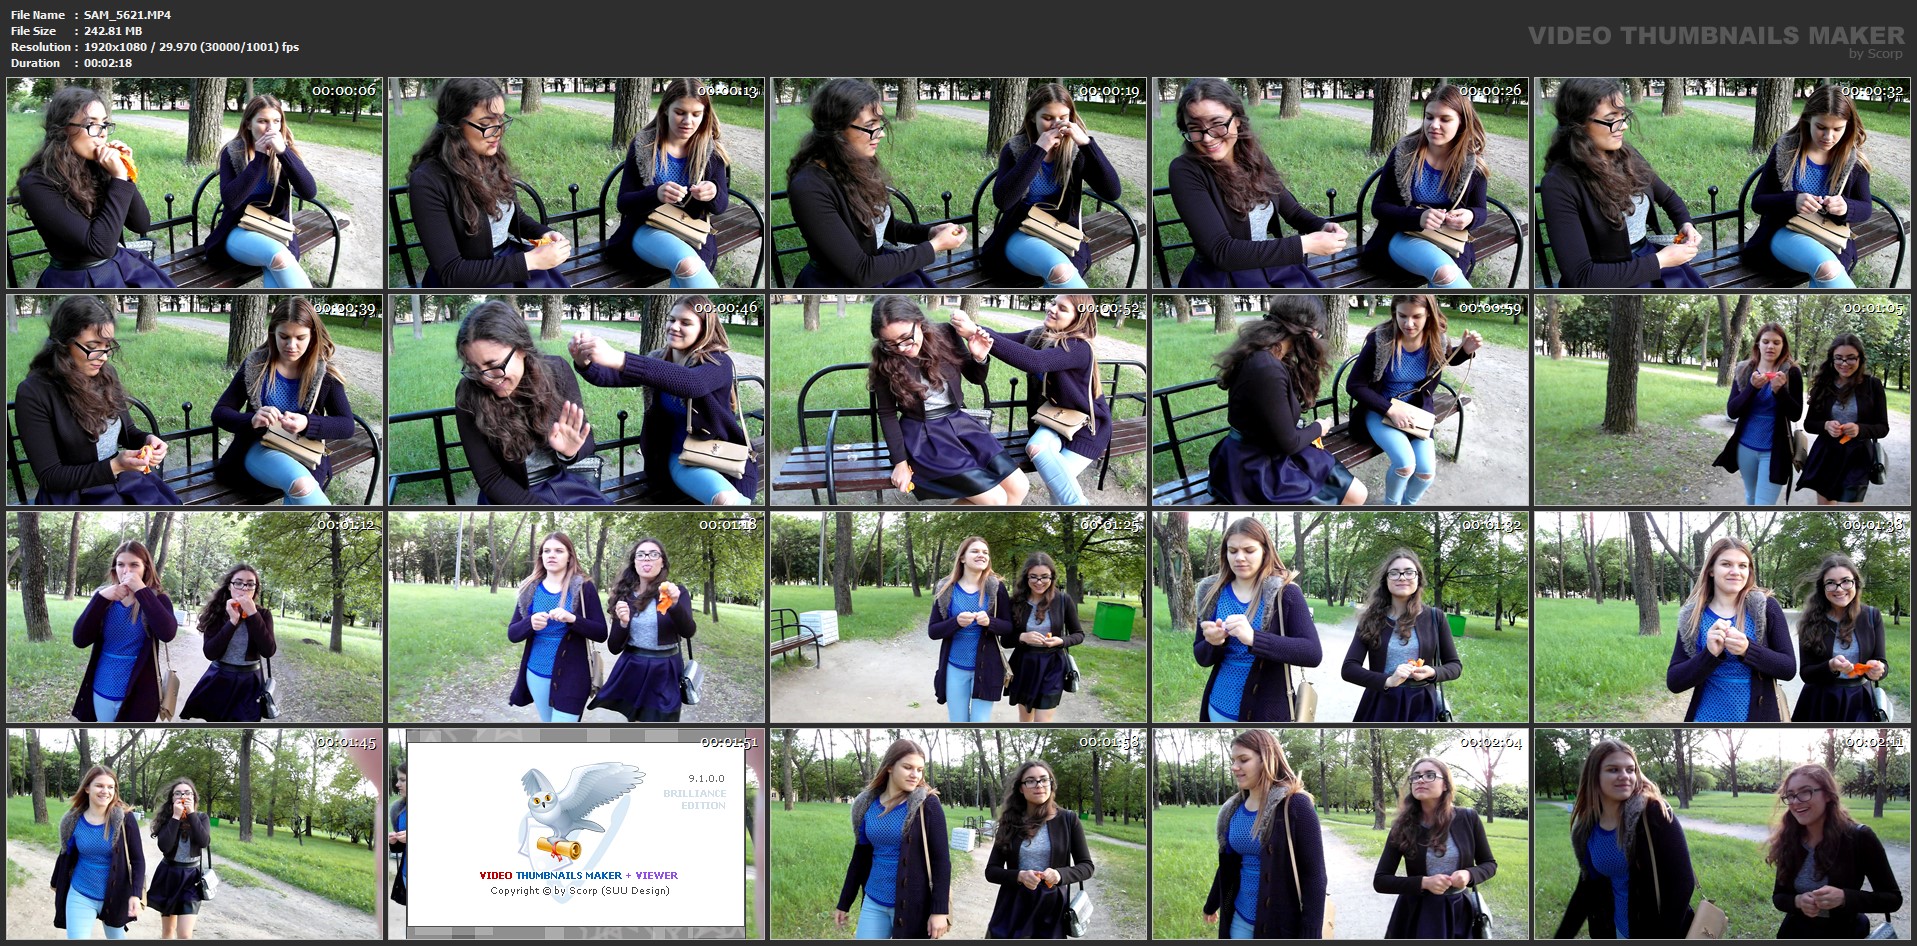 File Name : SAM_5621.MP4
File Size : 242.81 MB
Resolution : 1920x1080 / 29.970 (30000/1001) fps
Duration : 00:02:18
VIDEO THUMBNAILS MAKER
by Scorp
00:00:06
00:00:13
00:00:19
00:00:26
00:00:32
00:00:39
00:00:46
00:00:52
00:00:59
00:01:05
00:01:12
00:01:18
00:01:25
00:01:32
00:01:38
00:01:45
00:01:51
9.1.0.0
BRILLIANCE
EDITION
VIDEO THUMBNAILS MAKER + VIEWER
Copyright © by Scorp (SUU Design)
00:01:58
00:02:04
00:02:11